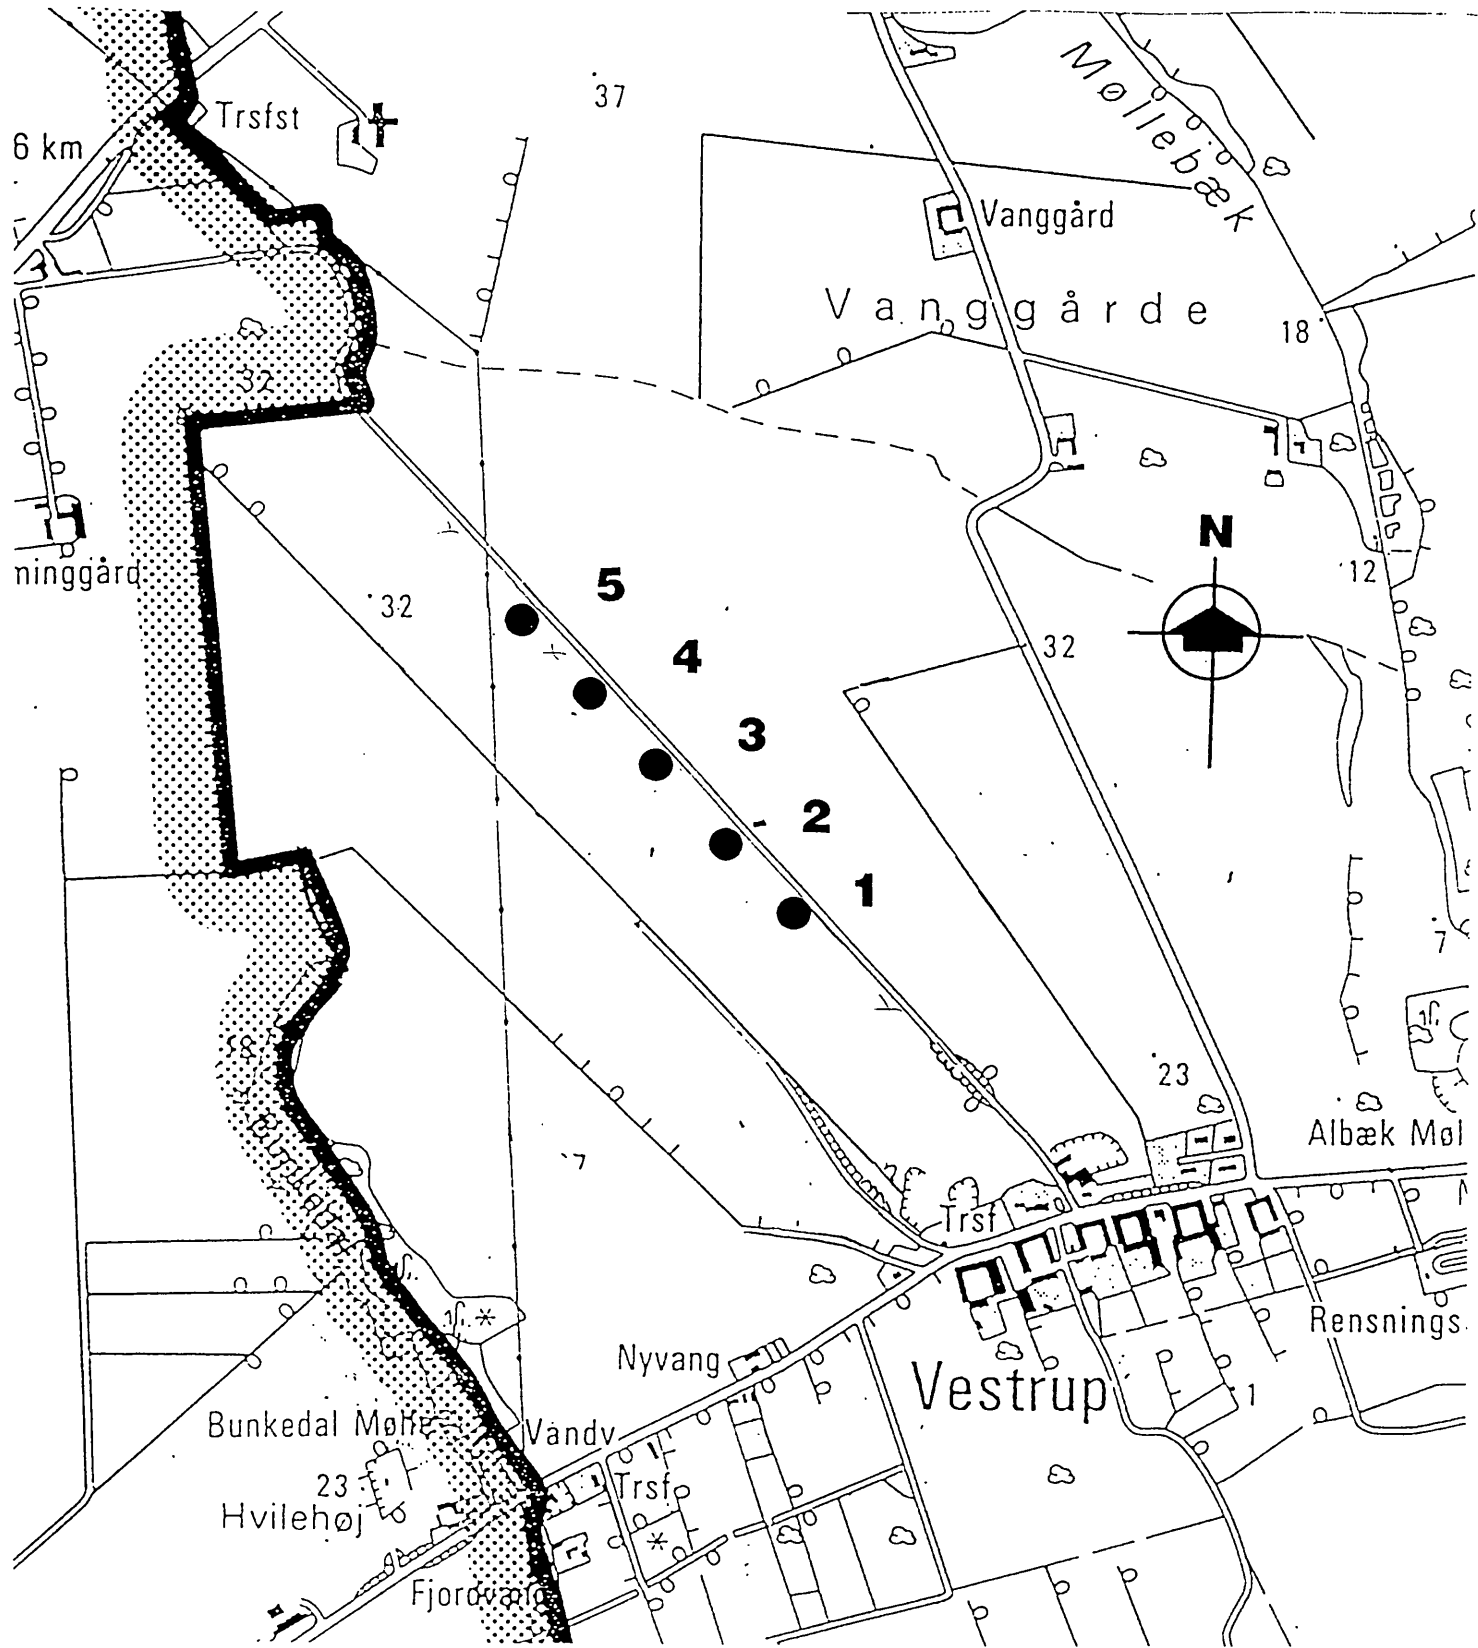 Møllebæk
37
Trsfst
6 km
Vanggård
Vanggårde
18
32
N
12
ninggård
5
32
4
32
3
2
1
7
18
23
Albæk Møl
7
Trsf
Rensnings
Nyvang
Vestrup
1
Bunkedal Mølle
Vandv
23
Trsf
Hvilehøj
Fjordvang